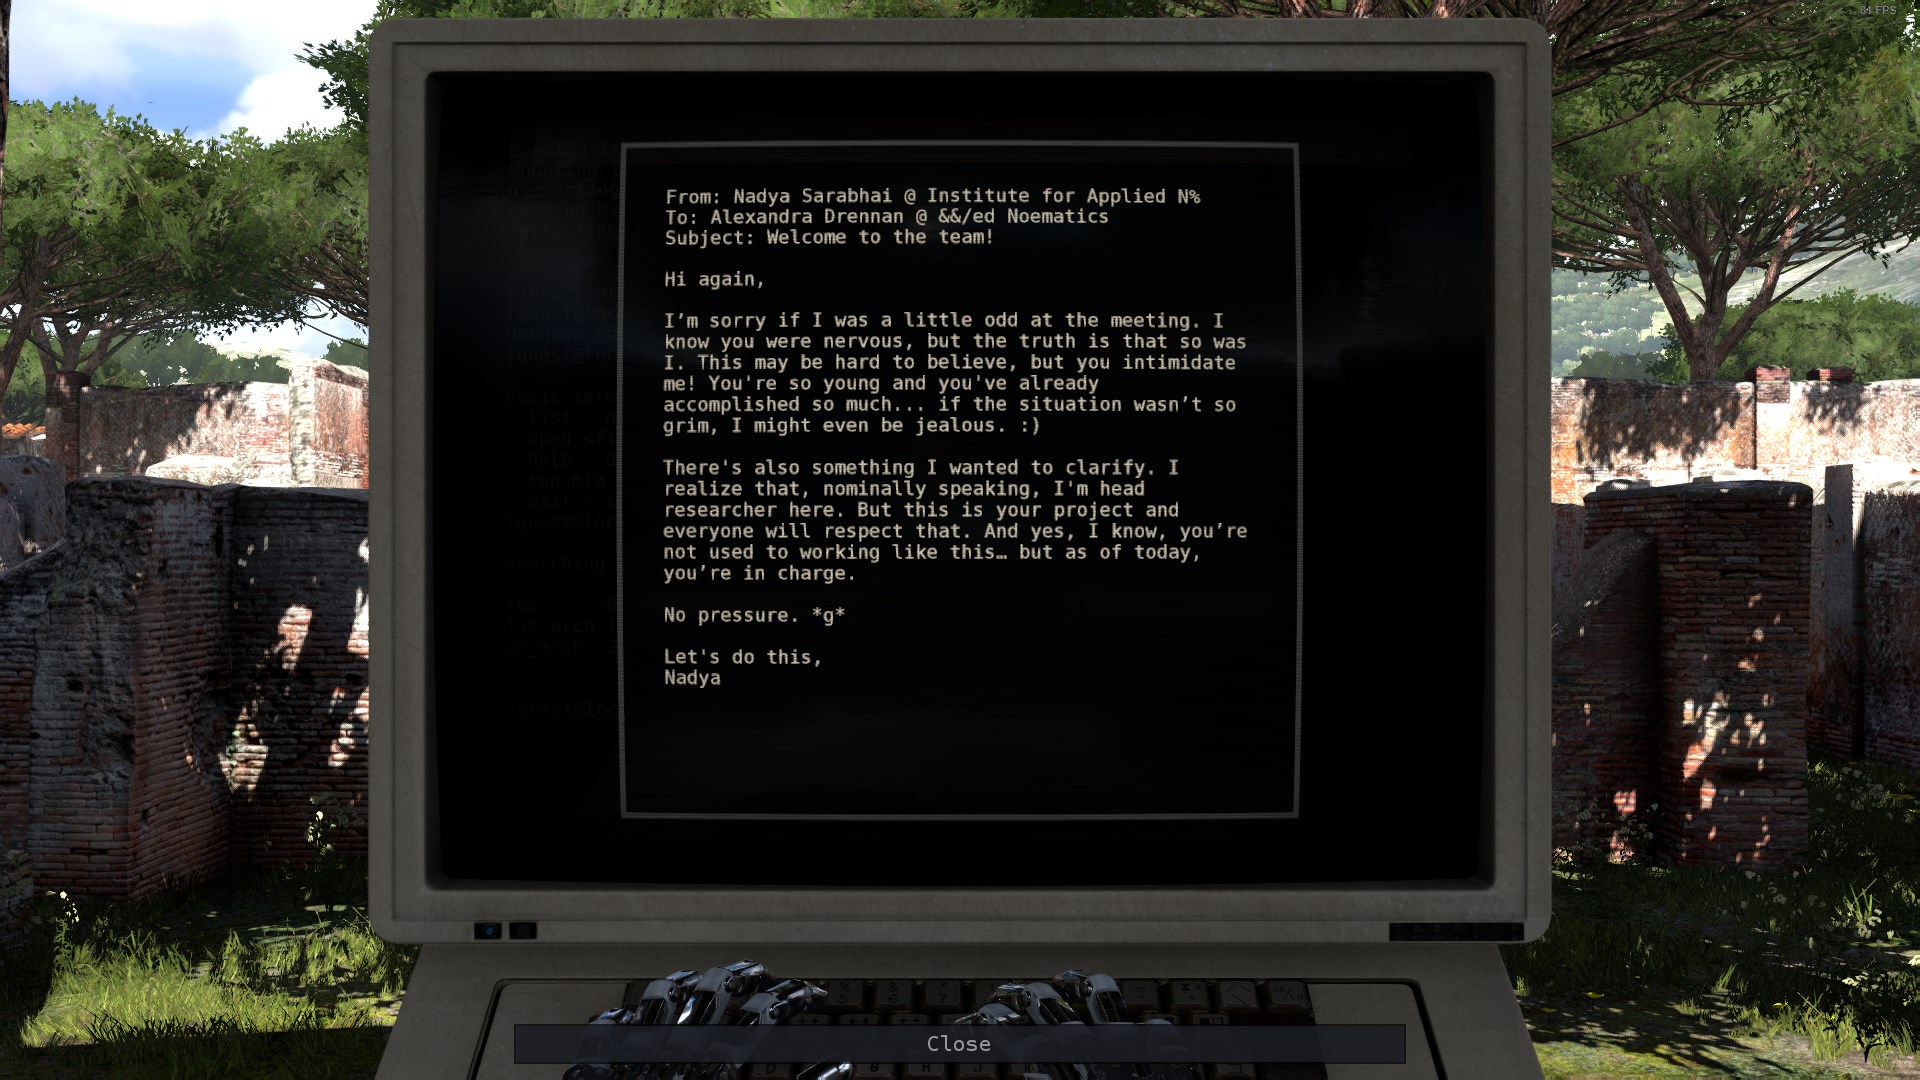 81 FPS
From: Nadya Sarabhai @ Institute for Applied N%
To: Alexandra Drennan @ &&/ed Noematics
Subject: Welcome to the team!
Hi again,
I’m sorry if I was a little odd at the meeting. I
know you were nervous, but the truth is that so was
I. This may be hard to believe, but you intimidate
me! You're so young and you've already
accomplished so much... if the situation wasn’t so
grim, I might even be jealous. :)
There's also something I wanted to clarify. I
realize that, nominally speaking, I'm head
researcher here. But this is your project and
everyone will respect that. And yes, I know, you’re
not used to working like this… but as of today,
you’re in charge.
No pressure. *g*
Let's do this,
Nadya
Close